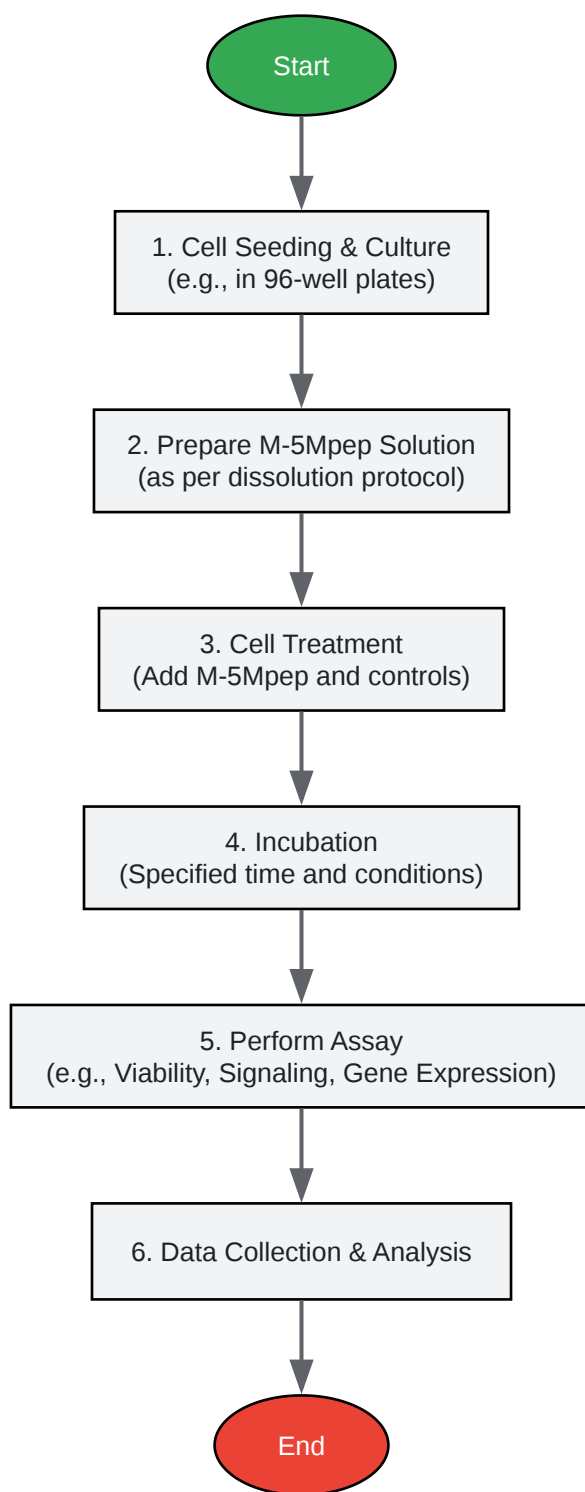 Start
1. Cell Seeding & Culture
(e.g., in 96-well plates)
2. Prepare M-5Mpep Solution
(as per dissolution protocol)
3. Cell Treatment
(Add M-5Mpep and controls)
4. Incubation
(Specified time and conditions)
5. Perform Assay
(e.g., Viability, Signaling, Gene Expression)
6. Data Collection & Analysis
End